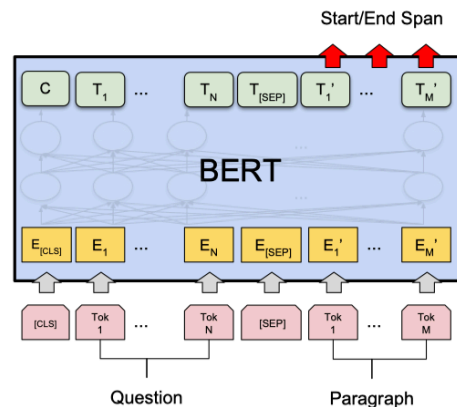 Start/End Span
C T1 ... TN T[SEP] T1' ... TM'
BERT
E[CLS] E1 ... EN E[SEP] E1' ... EM'
[CLS] Tok 1 ... Tok N [SEP] Tok 1 ... Tok M
Question Paragraph